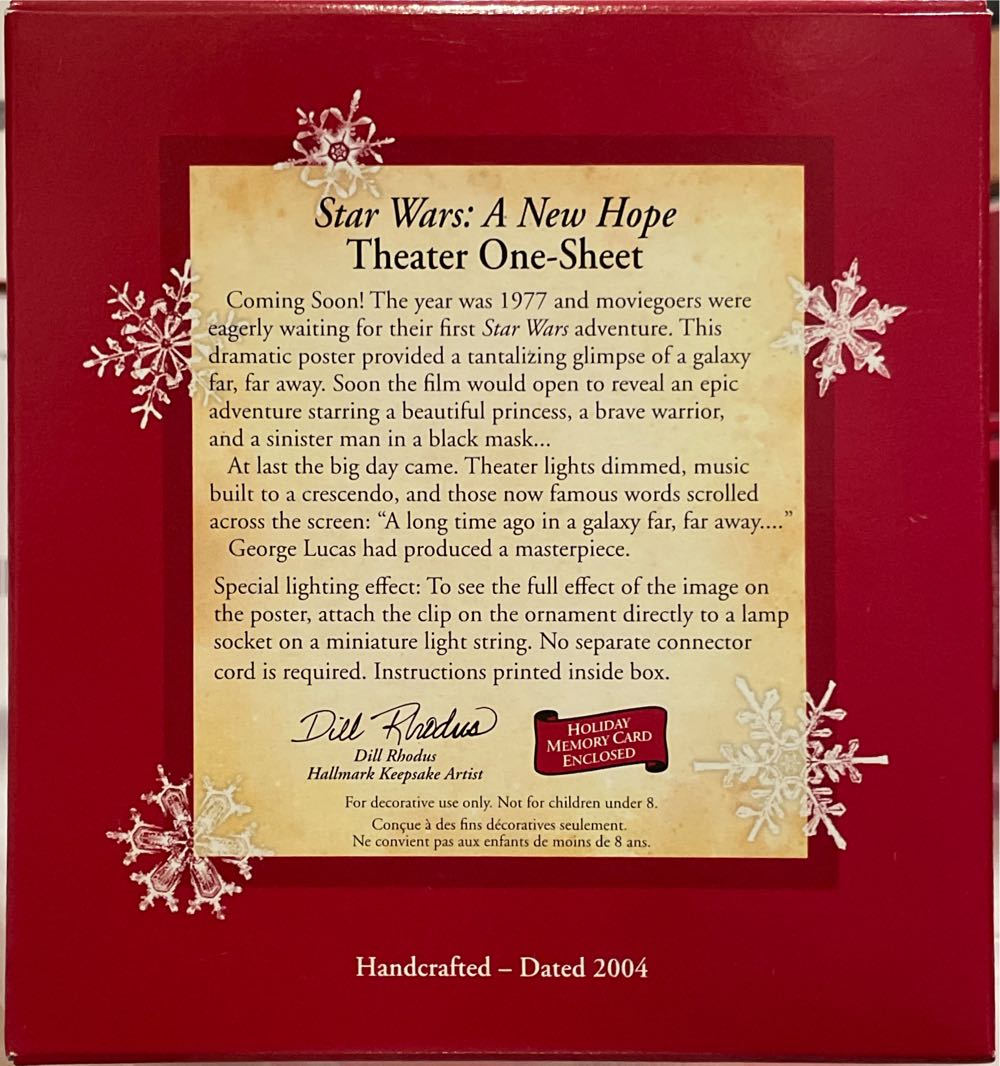 Star Wars: A New Hope
Theater One-Sheet
Coming Soon! The year was 1977 and moviegoers were
eagerly waiting for their first Star Wars adventure. This
dramatic poster provided a tantalizing glimpse of a galaxy
far, far away. Soon the film would open to reveal an epic
adventure starring a beautiful princess, a brave warrior,
and a sinister man in a black mask...
At last the big day came. Theater lights dimmed, music
built to a crescendo, and those now famous words scrolled
across the screen: “A long time ago in a galaxy far, far away....”
George Lucas had produced a masterpiece.
Special lighting effect: To see the full effect of the image on
the poster, attach the clip on the ornament directly to a lamp
socket on a miniature light string. No separate connector
cord is required. Instructions printed inside box.
Dill Rhodus
Dill Rhodus
Hallmark Keepsake Artist
HOLIDAY
MEMORY CARD
ENCLOSED
For decorative use only. Not for children under 8.
Conçue à des fins décoratives seulement.
Ne convient pas aux enfants de moins de 8 ans.
Handcrafted – Dated 2004